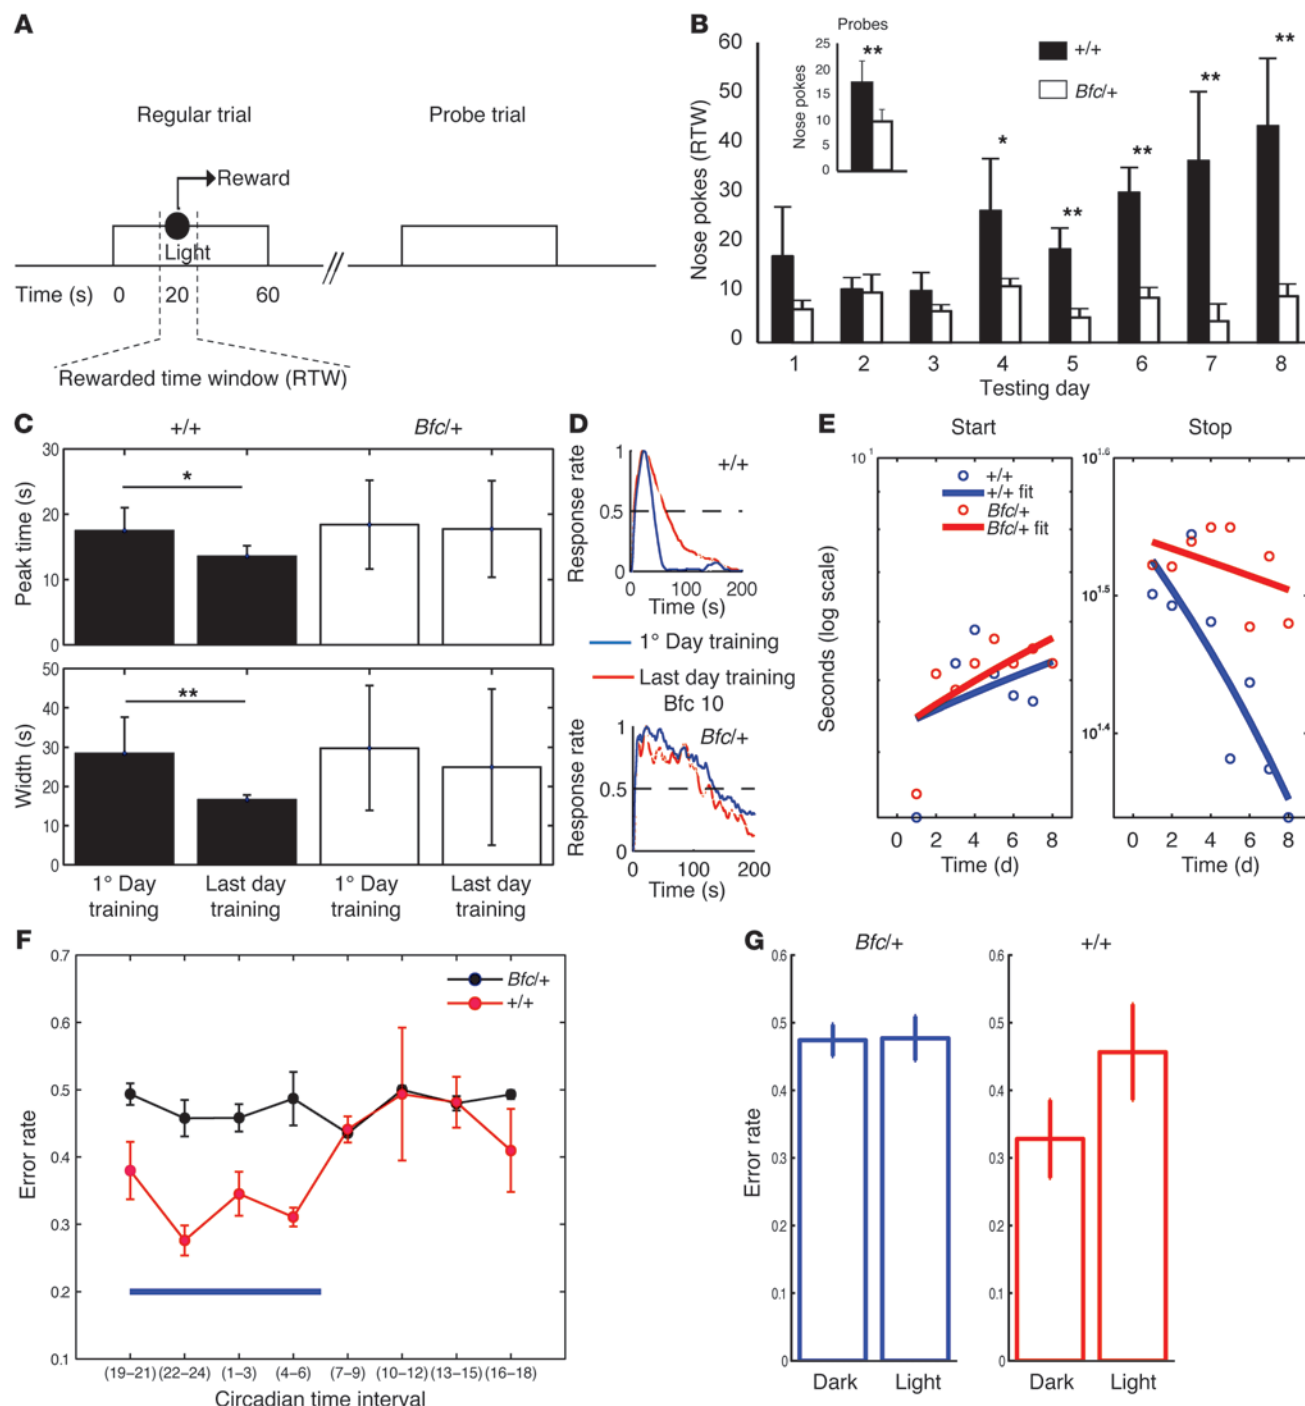 A
Regular trial
Probe trial
Reward
Light
Time (s)
0
20
60
Rewarded time window (RTW)
B
Probes
Nose pokes
25
20
15
10
5
0
**
+/+
Bfc/+
Nose pokes (RTW)
60
50
40
30
20
10
0
*
**
**
**
**
1 2 3 4 5 6 7 8
Testing day
C
+/+
Bfc/+
Peak time (s)
30
20
10
0
*
Width (s)
50
40
30
20
10
0
**
1° Day training
Last day training
1° Day training
Last day training
D
Response rate
1
0.5
0
+/+
0 100 200
Time (s)
1° Day training
Last day training
Bfc 10
Response rate
1
0.5
0
Bfc/+
0 100 200
Time (s)
E
Start
Stop
Seconds (log scale)
10¹
+/+
+/+ fit
Bfc/+
Bfc/+ fit
0 2 4 6 8
Time (d)
10^1.6
10^1.5
10^1.4
0 2 4 6 8
Time (d)
F
Error rate
0.7
0.6
0.5
0.4
0.3
0.2
0.1
Bfc/+
+/+
(19–21) (22–24) (1–3) (4–6) (7–9) (10–12) (13–15) (16–18)
Circadian time interval
G
Bfc/+
+/+
Error rate
0.6
0.5
0.4
0.3
0.2
0.1
0
Dark Light
0.6
0.5
0.4
0.3
0.2
0.1
0
Dark Light